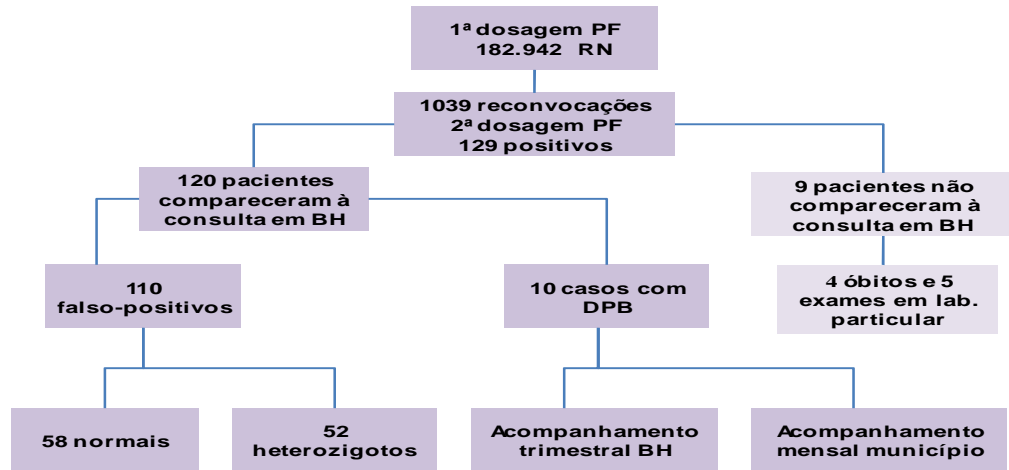 1ª dosagem PF
182.942 RN
1039 reconvocações
2ª dosagem PF
129 positivos
120 pacientes
compareceram à
consulta em BH
9 pacientes não
compareceram à
consulta em BH
110
falso-positivos
10 casos com
DPB
4 óbitos e 5
exames em lab.
particular
58 normais
52
heterozigotos
Acompanhamento
trimestral BH
Acompanhamento
mensal município